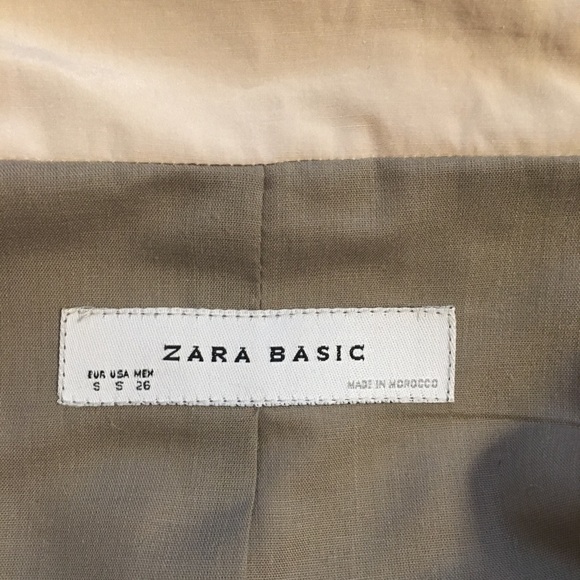 ZARA BASIC
EUR USA MEX
S S 26
MADE IN MOROCCO